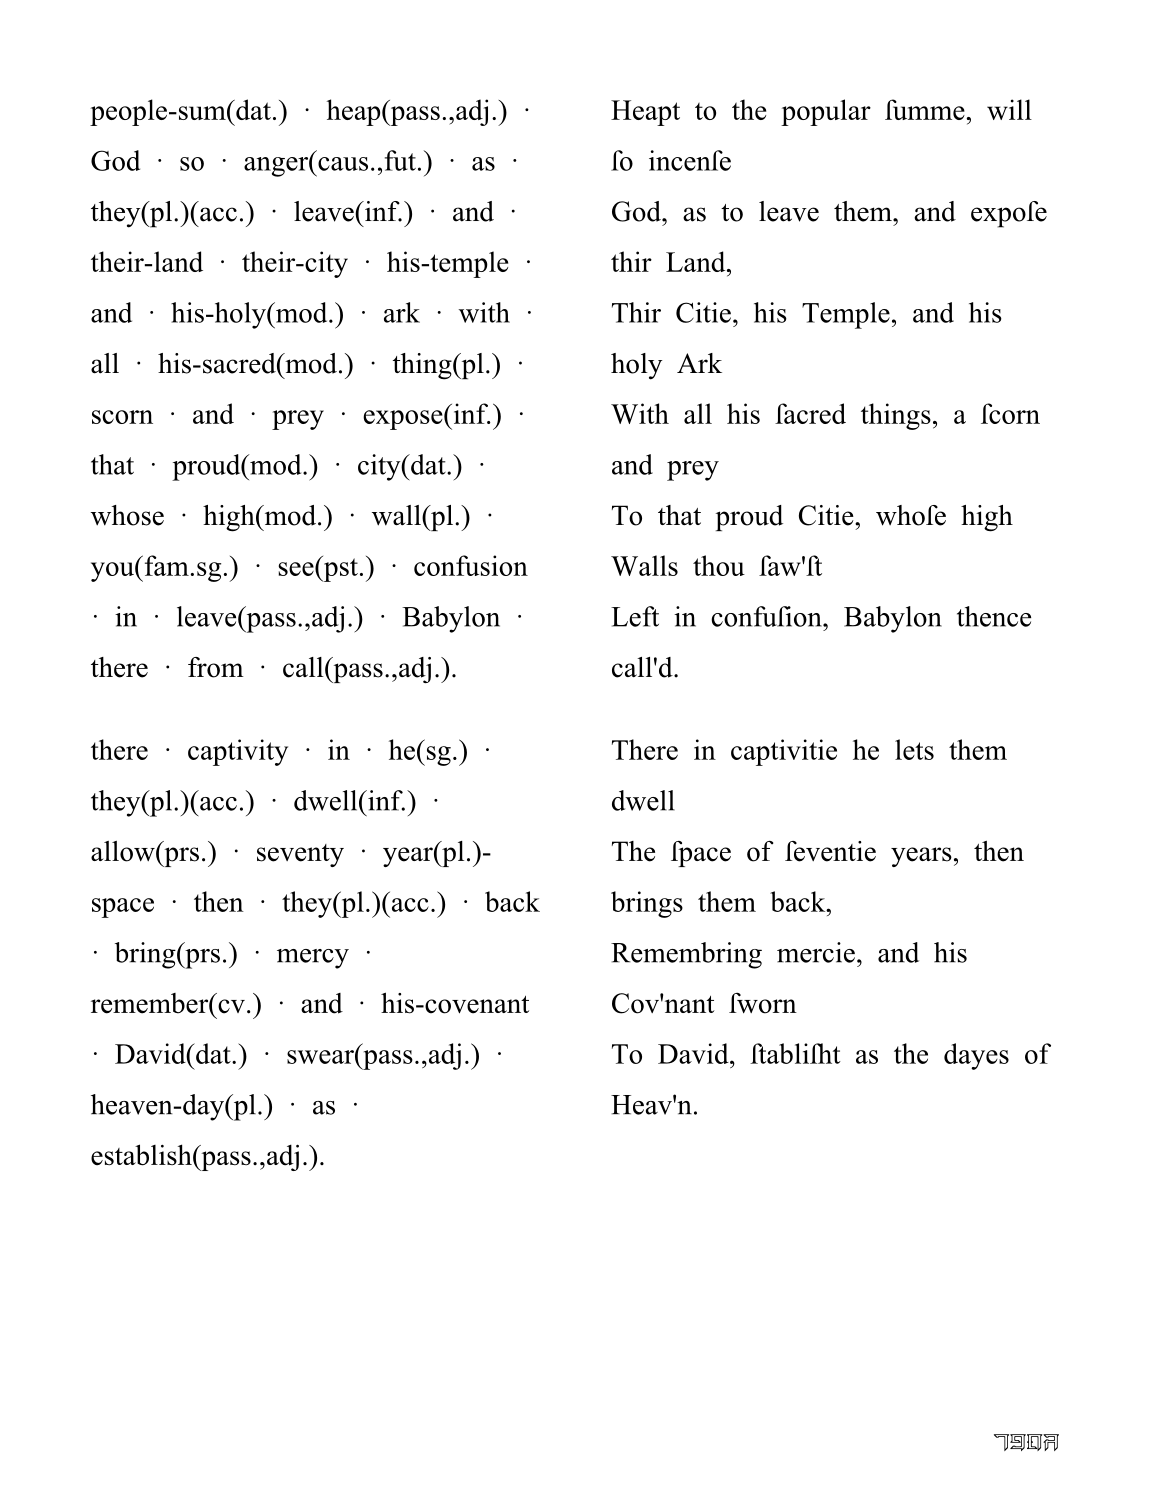 people-sum(dat.) · heap(pass.,adj.) ·
God · so · anger(caus.,fut.) · as ·
they(pl.)(acc.) · leave(inf.) · and ·
their-land · their-city · his-temple ·
and · his-holy(mod.) · ark · with ·
all · his-sacred(mod.) · thing(pl.) ·
scorn · and · prey · expose(inf.) ·
that · proud(mod.) · city(dat.) ·
whose · high(mod.) · wall(pl.) ·
you(fam.sg.) · see(pst.) · confusion
· in · leave(pass.,adj.) · Babylon ·
there · from · call(pass.,adj.).
there · captivity · in · he(sg.) ·
they(pl.)(acc.) · dwell(inf.) ·
allow(prs.) · seventy · year(pl.)-
space · then · they(pl.)(acc.) · back
· bring(prs.) · mercy ·
remember(cv.) · and · his-covenant
· David(dat.) · swear(pass.,adj.) ·
heaven-day(pl.) · as ·
establish(pass.,adj.).
Heapt to the popular ſumme, will
ſo incenſe
God, as to leave them, and expoſe
thir Land,
Thir Citie, his Temple, and his
holy Ark
With all his ſacred things, a ſcorn
and prey
To that proud Citie, whoſe high
Walls thou ſaw'ſt
Left in confuſion, Babylon thence
call'd.
There in captivitie he lets them
dwell
The ſpace of ſeventie years, then
brings them back,
Remembring mercie, and his
Cov'nant ſworn
To David, ſtabliſht as the dayes of
Heav'n.